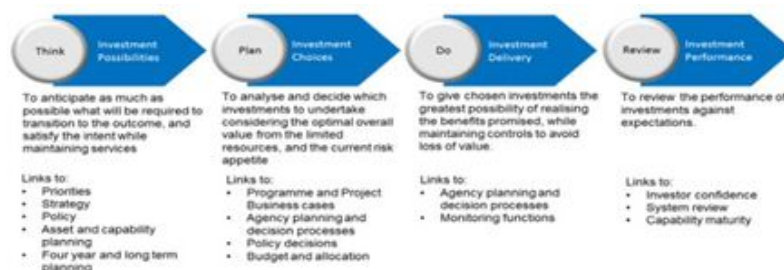 Think
Investment
Possibilities
To anticipate as much as
possible what will be required to
transition to the outcome, and
satisfy the intent while
maintaining services
Links to:
• Priorities
• Strategy
• Policy
• Asset and capability
planning
• Four year and long term
planning
Plan
Investment
Choices
To analyse and decide which
investments to undertake
considering the optimal overall
value from the limited
resources, and the current risk
appetite
Links to:
• Programme and Project
Business cases
• Agency planning and
decision processes
• Policy decisions
• Budget and allocation
Do
Investment
Delivery
To give chosen investments the
greatest possibility of realising
the benefits promised, while
maintaining controls to avoid
loss of value.
Links to:
• Agency planning and
decision processes
• Monitoring functions
Review
Investment
Performance
To review the performance of
investments against
expectations.
Links to:
• Investor confidence
• System review
• Capability maturity